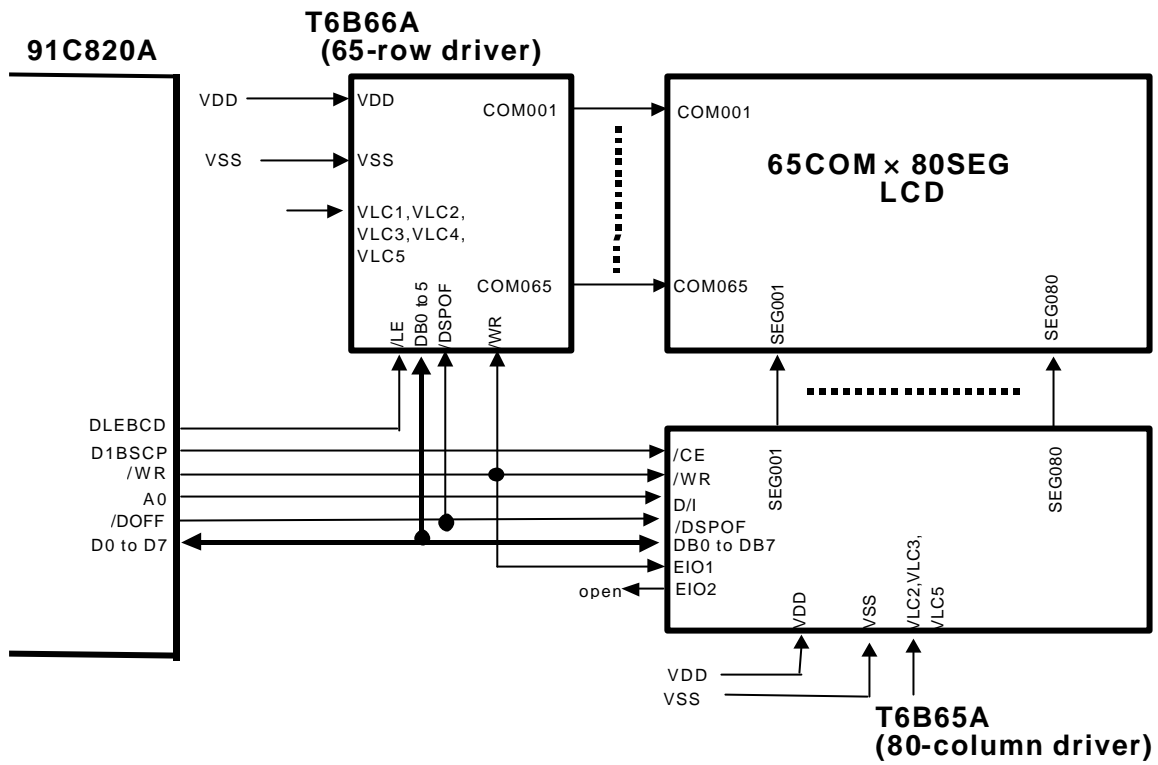 T6B66A
(65-row driver)
91C820A
VDD
VDD
VSS
VSS
VLC1,VLC2,
VLC3,VLC4,
VLC5
COM001
COM065
/LE
DB0 to 5
/DSPOF
/WR
COM001
65COM × 80SEG
LCD
COM065
SEG001
SEG080
DLEBCD
D1BSCP
/WR
A0
/DOFF
D0 to D7
/CE
/WR
D/I
/DSPOF
DB0 to DB7
EIO1
EIO2
open
SEG001
SEG080
VDD
VSS
VLC2,VLC3,
VLC5
VDD
VSS
T6B65A
(80-column driver)